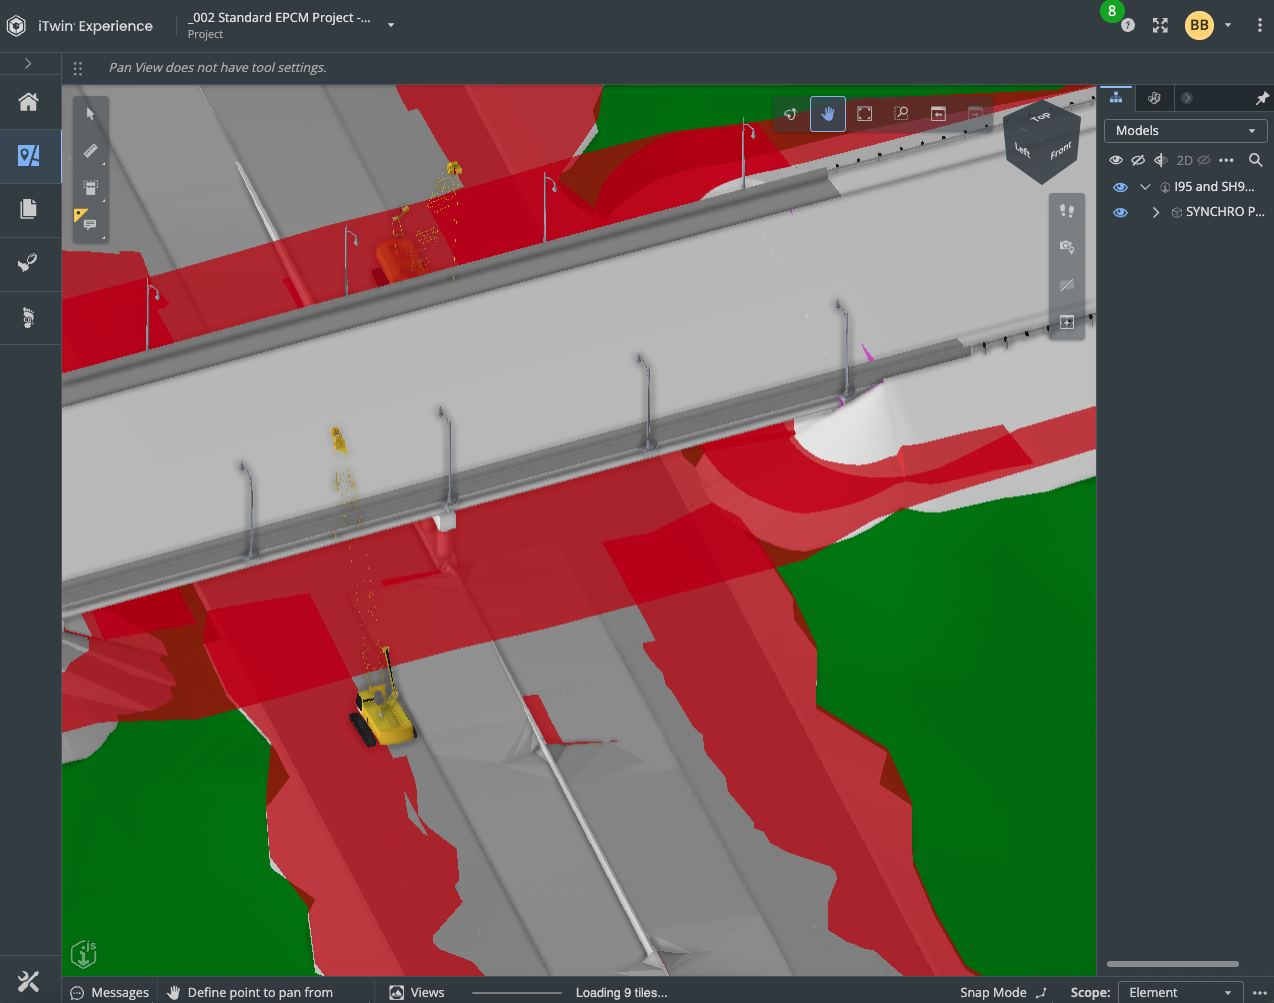 iTwin® Experience
_002 Standard EPCM Project -...
Project
8
?
BB
Pan View does not have tool settings.
Top
Left
Front
Models
2D
I95 and SH9...
SYNCHRO P...
js
Messages
Define point to pan from
Views
Loading 9 tiles...
Snap Mode
Scope:
Element